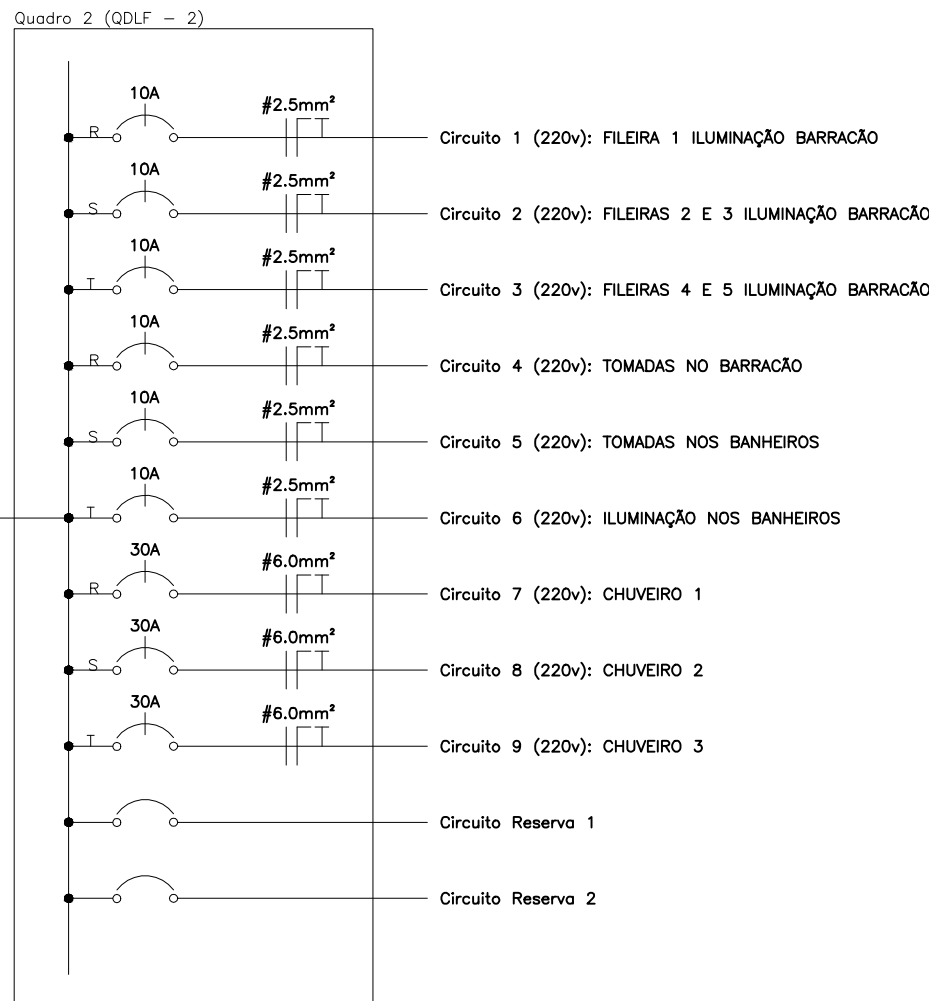 Quadro 2 (QDLF - 2)
10A
#2.5mm²
R
Circuito 1 (220v): FILEIRA 1 ILUMINAÇÃO BARRACÃO
10A
#2.5mm²
S
Circuito 2 (220v): FILEIRAS 2 E 3 ILUMINAÇÃO BARRACÃO
10A
#2.5mm²
T
Circuito 3 (220v): FILEIRAS 4 E 5 ILUMINAÇÃO BARRACÃO
10A
#2.5mm²
R
Circuito 4 (220v): TOMADAS NO BARRACÃO
10A
#2.5mm²
S
Circuito 5 (220v): TOMADAS NOS BANHEIROS
10A
#2.5mm²
T
Circuito 6 (220v): ILUMINAÇÃO NOS BANHEIROS
30A
#6.0mm²
R
Circuito 7 (220v): CHUVEIRO 1
30A
#6.0mm²
S
Circuito 8 (220v): CHUVEIRO 2
30A
#6.0mm²
T
Circuito 9 (220v): CHUVEIRO 3
Circuito Reserva 1
Circuito Reserva 2